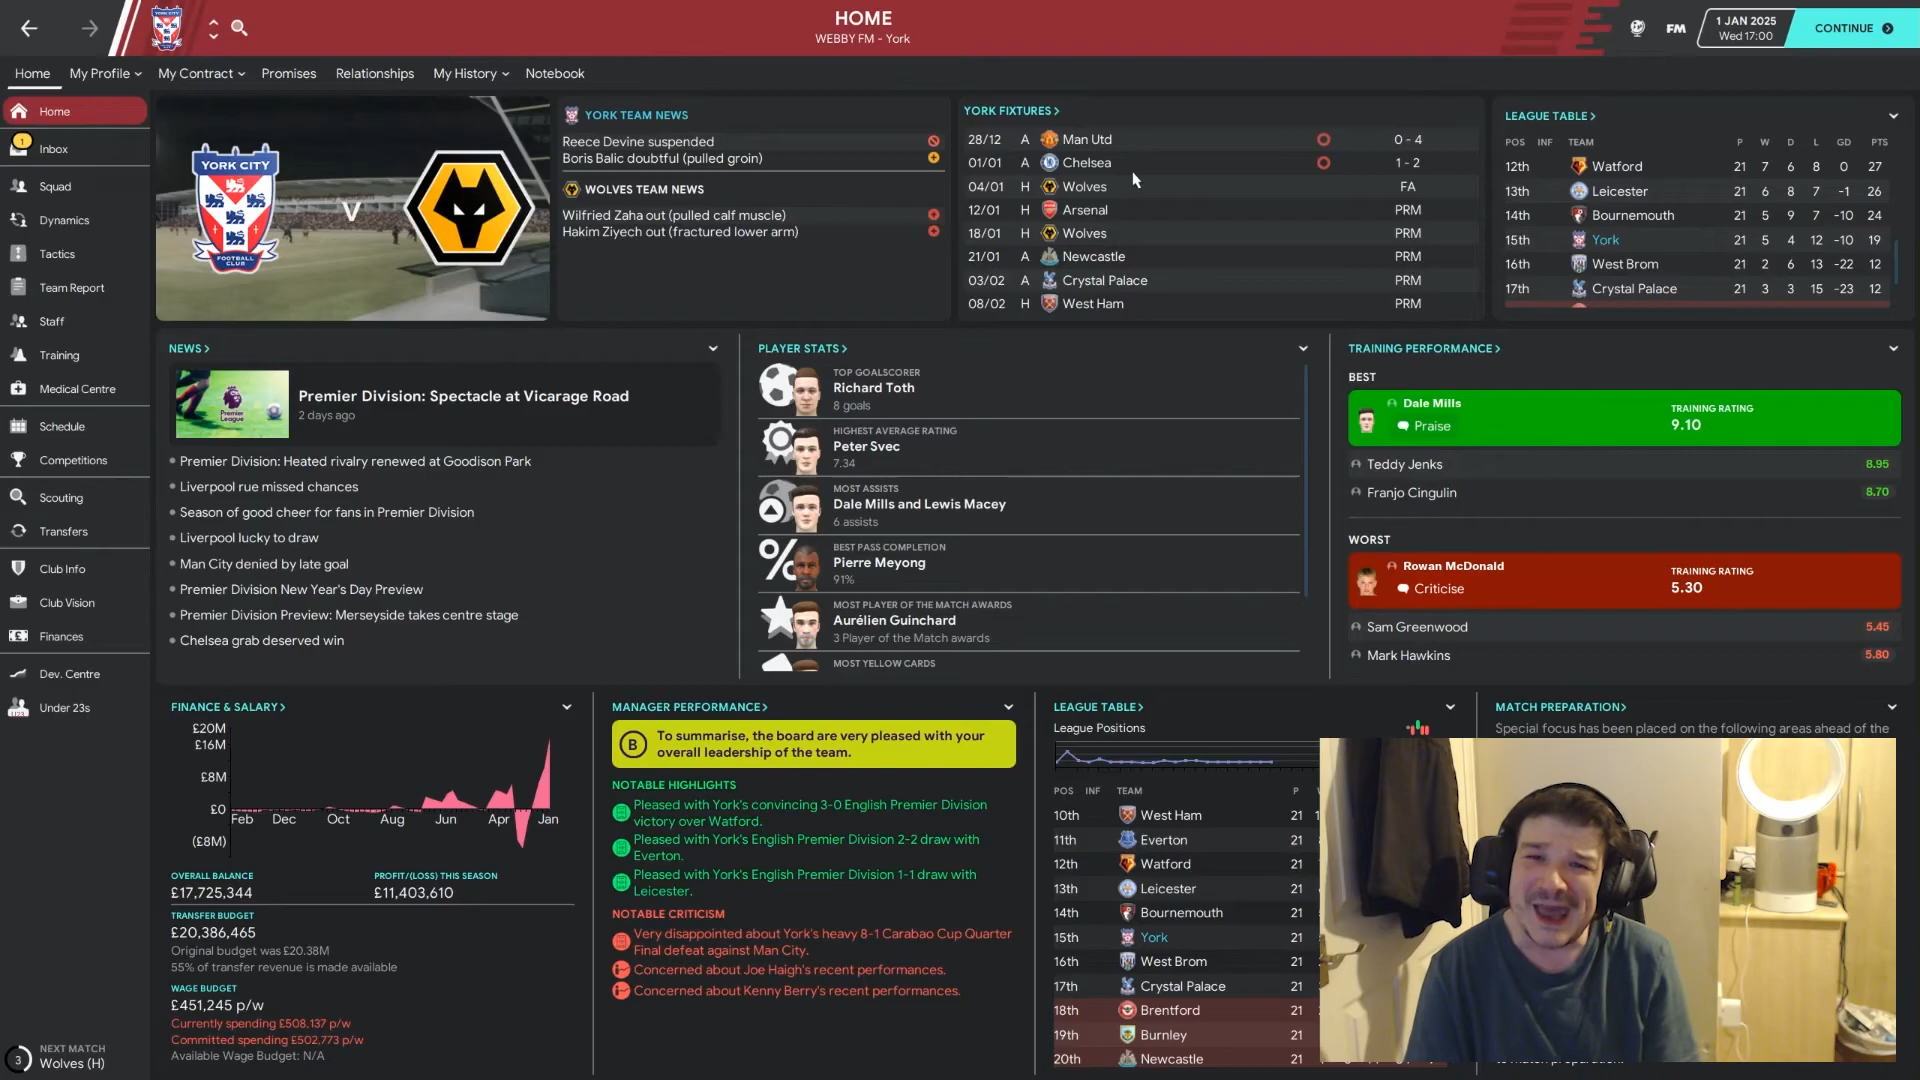 HOME
WEBBY FM - York
FM
1 JAN 2025
Wed 17:00
CONTINUE
Home
My Profile
My Contract
Promises
Relationships
My History
Notebook
Home
1
Inbox
Squad
Dynamics
Tactics
Team Report
Staff
Training
Medical Centre
Schedule
Competitions
Scouting
Transfers
Club Info
Club Vision
Finances
Dev. Centre
Under 23s
3
NEXT MATCH
Wolves (H)
YORK CITY
FOOTBALL CLUB
V
YORK TEAM NEWS
Reece Devine suspended
Boris Balic doubtful (pulled groin)
WOLVES TEAM NEWS
Wilfried Zaha out (pulled calf muscle)
Hakim Ziyech out (fractured lower arm)
YORK FIXTURES >
28/12 A Man Utd 0 - 4
01/01 A Chelsea 1 - 2
04/01 H Wolves FA
12/01 H Arsenal PRM
18/01 H Wolves PRM
21/01 A Newcastle PRM
03/02 A Crystal Palace PRM
08/02 H West Ham PRM
LEAGUE TABLE >
POS INF TEAM P W D L GD PTS
12th Watford 21 7 6 8 0 27
13th Leicester 21 6 8 7 -1 26
14th Bournemouth 21 5 9 7 -10 24
15th York 21 5 4 12 -10 19
16th West Brom 21 2 6 13 -22 12
17th Crystal Palace 21 3 3 15 -23 12
NEWS >
Premier League
Premier Division: Spectacle at Vicarage Road
2 days ago
Premier Division: Heated rivalry renewed at Goodison Park
Liverpool rue missed chances
Season of good cheer for fans in Premier Division
Liverpool lucky to draw
Man City denied by late goal
Premier Division New Year's Day Preview
Premier Division Preview: Merseyside takes centre stage
Chelsea grab deserved win
PLAYER STATS >
TOP GOALSCORER
Richard Toth
8 goals
HIGHEST AVERAGE RATING
Peter Svec
7.34
MOST ASSISTS
Dale Mills and Lewis Macey
6 assists
BEST PASS COMPLETION
Pierre Meyong
91%
MOST PLAYER OF THE MATCH AWARDS
Aurélien Guinchard
3 Player of the Match awards
MOST YELLOW CARDS
TRAINING PERFORMANCE >
BEST
Dale Mills
Praise
TRAINING RATING
9.10
Teddy Jenks 8.95
Franjo Cingulin 8.70
WORST
Rowan McDonald
Criticise
TRAINING RATING
5.30
Sam Greenwood 5.45
Mark Hawkins 5.80
FINANCE & SALARY >
£20M
£16M
£8M
£0
(£8M)
Feb Dec Oct Aug Jun Apr Jan
OVERALL BALANCE
£17,725,344
PROFIT/(LOSS) THIS SEASON
£11,403,610
TRANSFER BUDGET
£20,386,465
Original budget was £20.38M
55% of transfer revenue is made available
WAGE BUDGET
£451,245 p/w
Currently spending £508,137 p/w
Committed spending £502,773 p/w
Available Wage Budget: N/A
MANAGER PERFORMANCE >
B
To summarise, the board are very pleased with your
overall leadership of the team.
NOTABLE HIGHLIGHTS
Pleased with York's convincing 3-0 English Premier Division
victory over Watford.
Pleased with York's English Premier Division 2-2 draw with
Everton.
Pleased with York's English Premier Division 1-1 draw with
Leicester.
NOTABLE CRITICISM
Very disappointed about York's heavy 8-1 Carabao Cup Quarter
Final defeat against Man City.
Concerned about Joe Haigh's recent performances.
Concerned about Kenny Berry's recent performances.
LEAGUE TABLE >
League Positions
POS INF TEAM P
10th West Ham 21
11th Everton 21
12th Watford 21
13th Leicester 21
14th Bournemouth 21
15th York 21
16th West Brom 21
17th Crystal Palace 21
18th Brentford 21
19th Burnley 21
20th Newcastle 21
MATCH PREPARATION >
Special focus has been placed on the following areas ahead of the